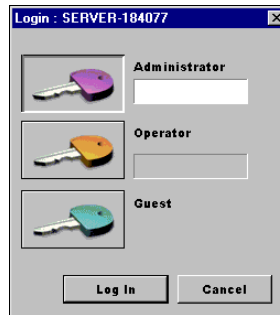 Login : SERVER-184077
Administrator
Operator
Guest
Log In
Cancel